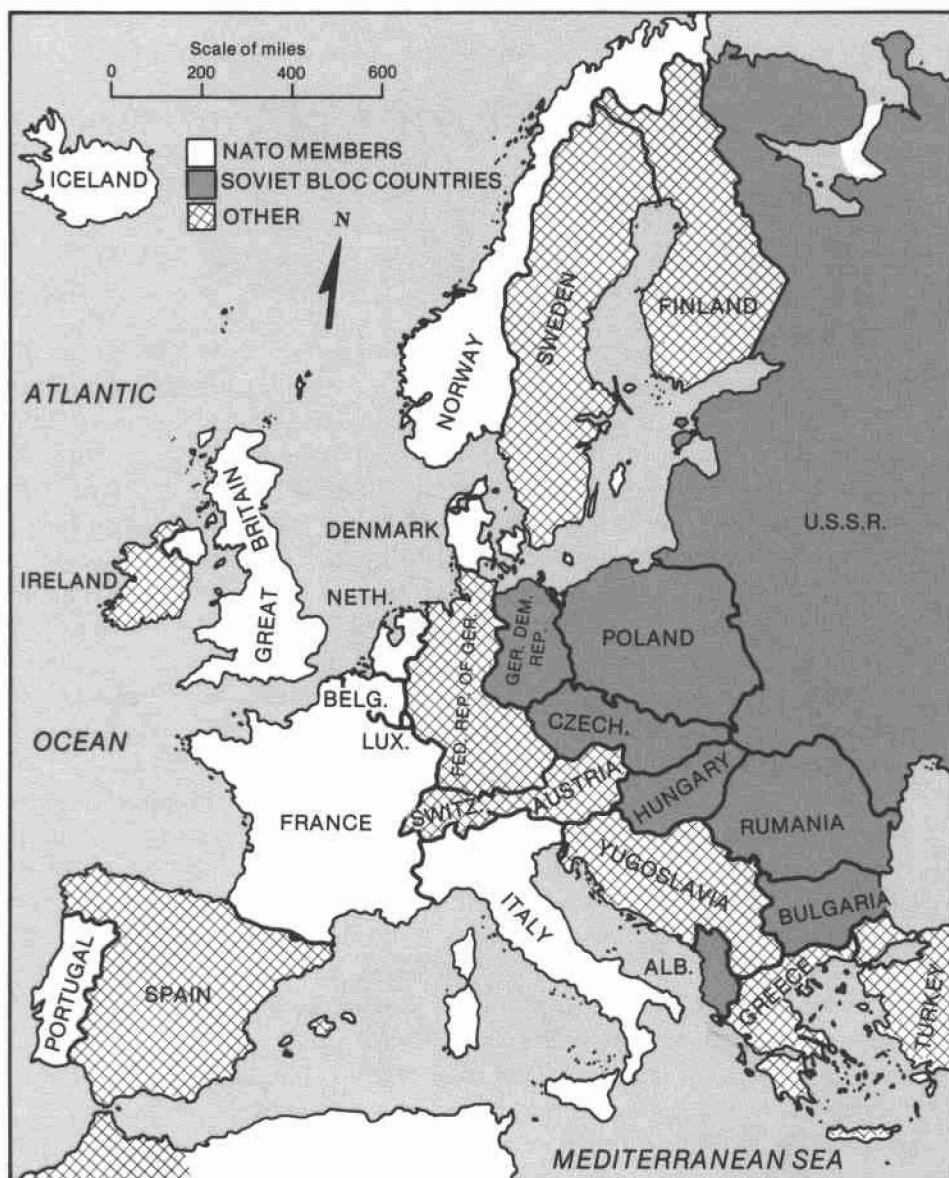 Scale of miles
0 200 400 600
NATO MEMBERS
SOVIET BLOC COUNTRIES
OTHER
N
ICELAND
NORWAY
SWEDEN
FINLAND
ATLANTIC
GREAT BRITAIN
DENMARK
U.S.S.R.
IRELAND
NETH.
FED. REP. OF GER.
GER. DEM.
REP.
POLAND
BELG.
LUX.
CZECH.
OCEAN
FRANCE
SWITZ
AUSTRIA
HUNGARY
RUMANIA
YUGOSLAVIA
BULGARIA
ITALY
ALB.
GREECE
TURKEY
PORTUGAL
SPAIN
MEDITERRANEAN SEA